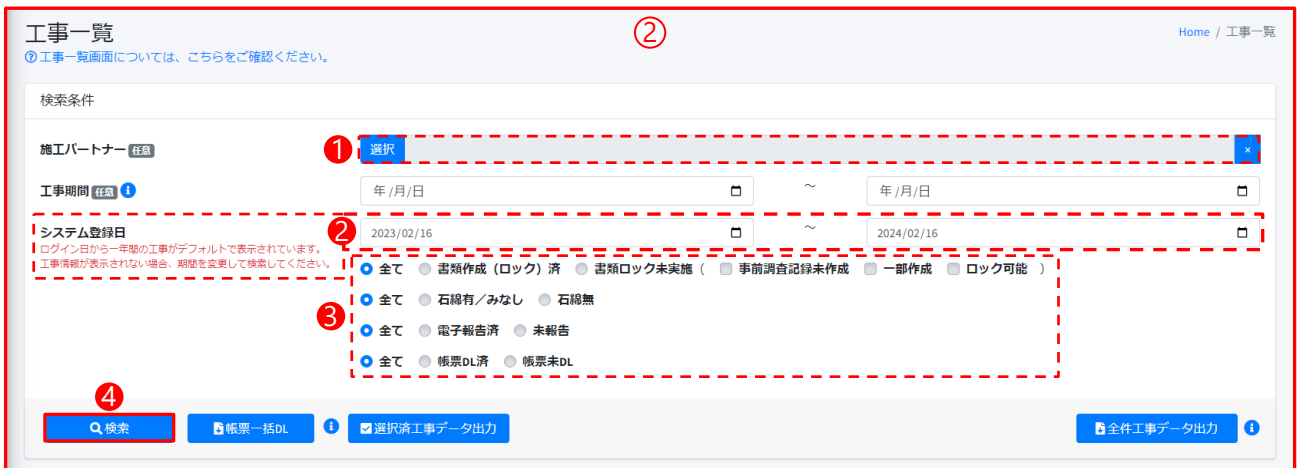 工事一覧
②
Home / 工事一覧
?工事一覧画面については、こちらをご確認ください。
検索条件
施工パートナー 任意
1 選択 ×
工事期間 任意 i
年 /月/日 ~ 年 /月/日
システム登録日
ログイン日から一年間の工事がデフォルトで表示されています。
工事情報が表示されない場合、期間を変更して検索してください。
2 2023/02/16 ~ 2024/02/16
全て 書類作成（ロック）済 書類ロック未実施（ 事前調査記録未作成 一部作成 ロック可能 ）
3 全て 石綿有／みなし 石綿無
全て 電子報告済 未報告
全て 帳票DL済 帳票未DL
4
検索 帳票一括DL i 選択済工事データ出力 全件工事データ出力 i